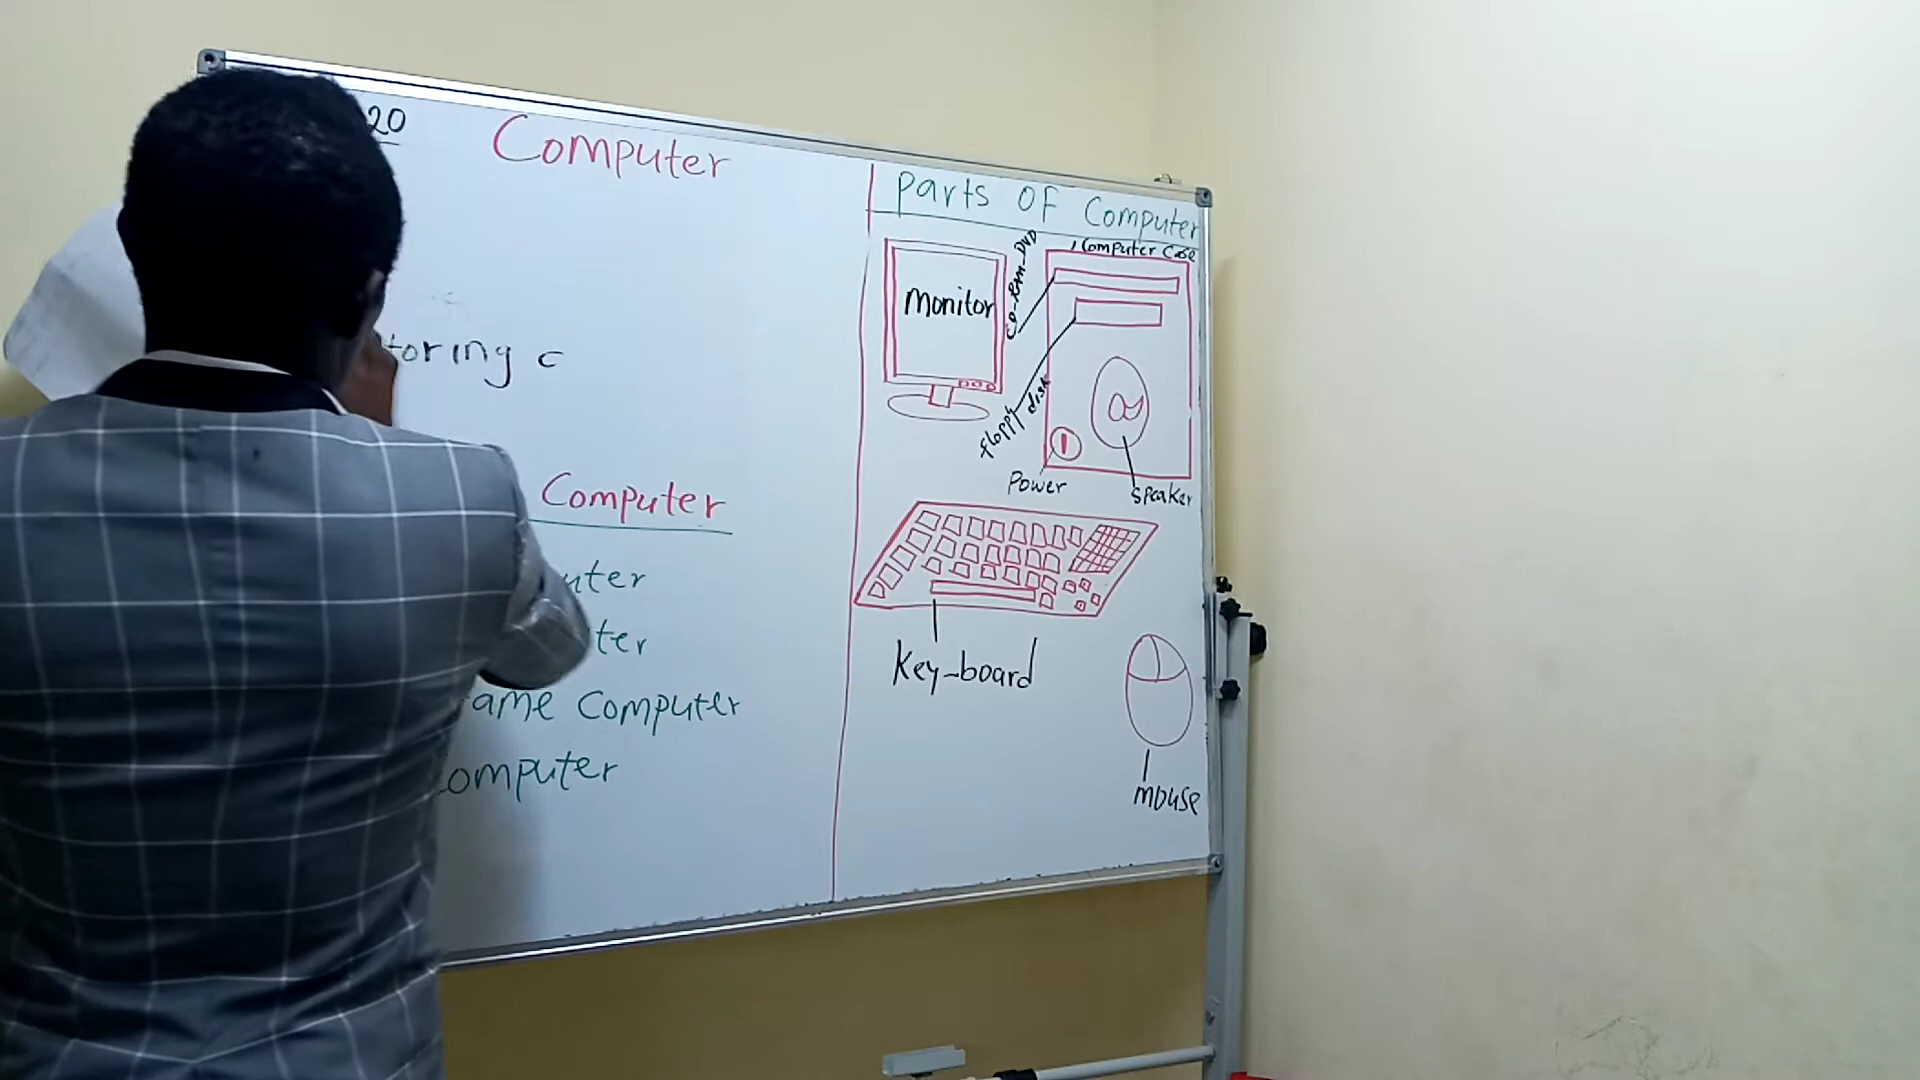 20
Computer
toring c
Computer
uter
ter
ame Computer
Computer
Parts OF Computer
Computer Case
Monitor
CD-Rom-DVD
floppy disk
Power
Speaker
Key-board
mouse